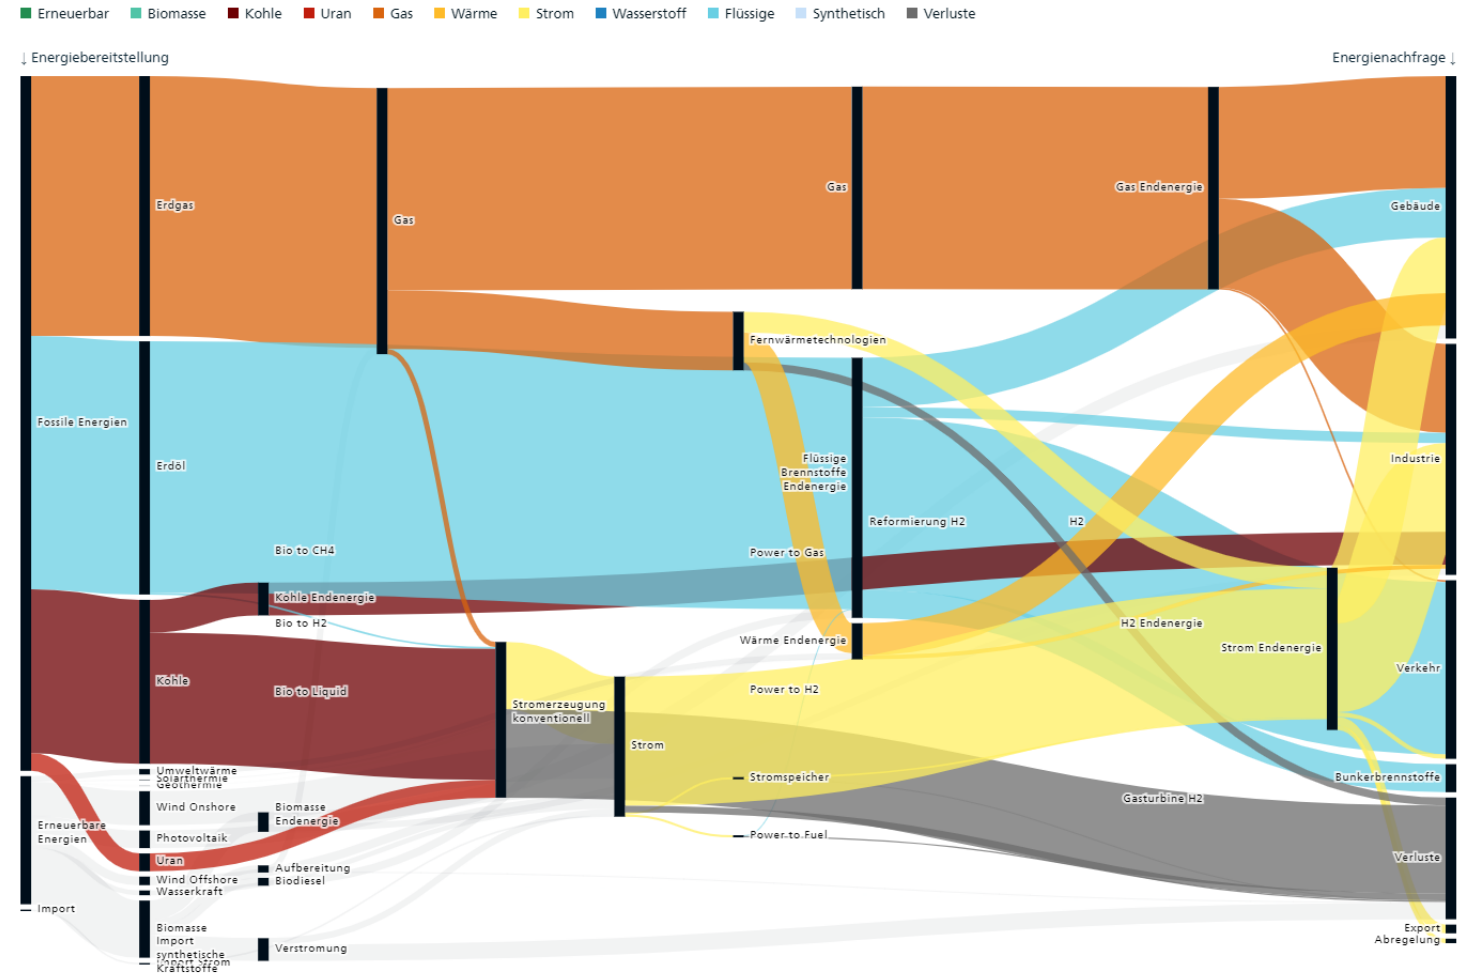 Erneuerbar Biomasse Kohle Uran Gas Wärme Strom Wasserstoff Flüssige Synthetisch Verluste
↓ Energiebereitstellung
Energienachfrage ↓
Erdgas
Gas
Gas
Gas Endenergie
Gebäude
Fernwärmetechnologien
Fossile Energien
Erdöl
Flüssige
Brennstoffe
Endenergie
Industrie
Reformierung H2
H2
Bio to CH4
Power to Gas
Kohle Endenergie
Bio to H2
Wärme Endenergie
H2 Endenergie
Strom Endenergie
Verkehr
Kohle
Bio to Liquid
Power to H2
Stromerzeugung
konventionell
Strom
Umweltwärme
Solarthermie
Geothermie
Stromspeicher
Bunkerbrennstoffe
Wind Onshore
Biomasse
Endenergie
Gasturbine H2
Erneuerbare
Energien
Photovoltaik
Power to Fuel
Uran
Aufbereitung
Verluste
Wind Offshore
Biodiesel
Wasserkraft
Import
Biomasse
Import
synthetische
Kraftstoffe
Import Strom
Verstromung
Export
Abregelung